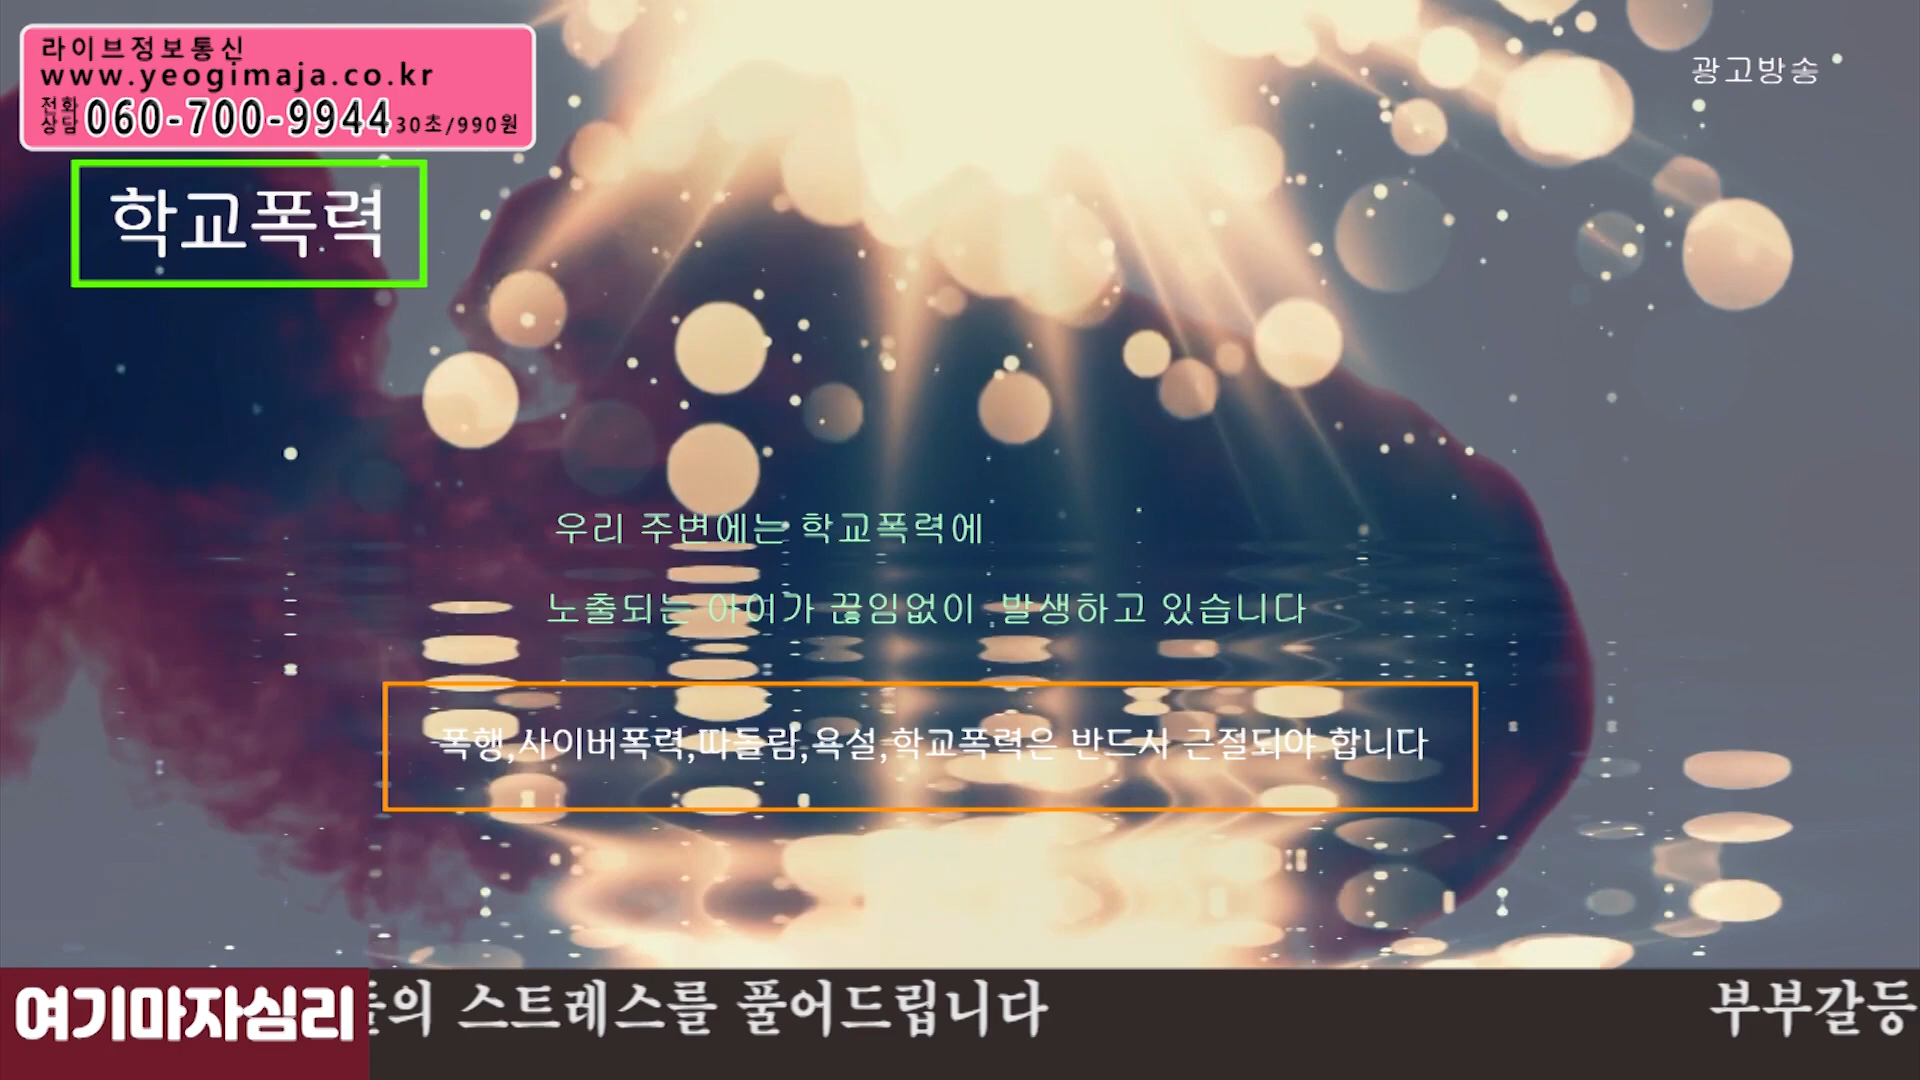 라이브정보통신
www.yeogimaja.co.kr
전화상담 060-700-9944 30초/990원
광고방송
학교폭력
우리 주변에는 학교폭력에
노출되는 아여가 끊임없이 발생하고 있습니다
폭행,사이버폭력,따돌림,욕설,학교폭력은 반드시 근절되야 합니다
여기마자심리
들의 스트레스를 풀어드립니다
부부갈등